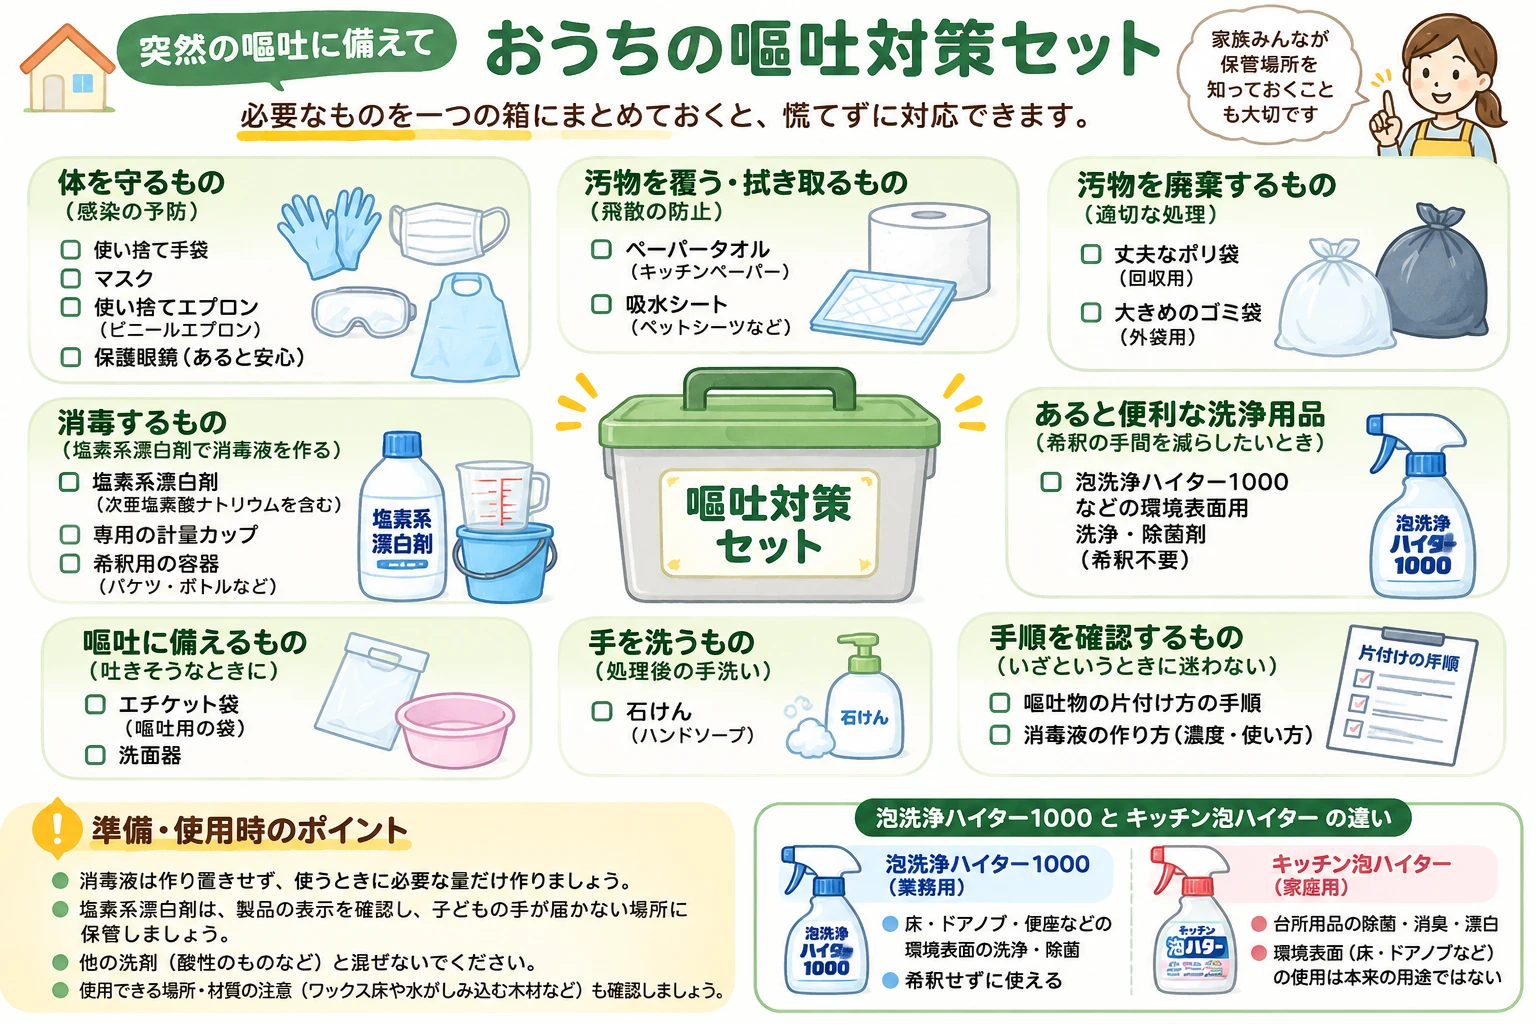 突然の嘔吐に備えて
おうちの嘔吐対策セット
必要なものを一つの箱にまとめておくと、慌てずに対応できます。
家族みんなが
保管場所を
知っておくこと
も大切です
体を守るもの
（感染の予防）
使い捨て手袋
マスク
使い捨てエプロン
（ビニールエプロン）
保護眼鏡（あると安心）
汚物を覆う・拭き取るもの
（飛散の防止）
ペーパータオル
（キッチンペーパー）
吸水シート
（ペットシーツなど）
汚物を廃棄するもの
（適切な処理）
丈夫なポリ袋
（回収用）
大きめのゴミ袋
（外袋用）
消毒するもの
（塩素系漂白剤で消毒液を作る）
塩素系漂白剤
（次亜塩素酸ナトリウムを含む）
専用の計量カップ
希釈用の容器
（バケツ・ボトルなど）
塩素系
漂白剤
嘔吐対策
セット
あると便利な洗浄用品
（希釈の手間を減らしたいとき）
泡洗浄ハイター1000
などの環境表面用
洗浄・除菌剤
（希釈不要）
泡洗浄
ハイター
1000
嘔吐に備えるもの
（吐きそうなときに）
エチケット袋
（嘔吐用の袋）
洗面器
手を洗うもの
（処理後の手洗い）
石けん
（ハンドソープ）
石けん
手順を確認するもの
（いざというときに迷わない）
嘔吐物の片付け方の手順
消毒液の作り方（濃度・使い方）
片付けの手順
準備・使用時のポイント
消毒液は作り置きせず、使うときに必要な量だけ作りましょう。
塩素系漂白剤は、製品の表示を確認し、子どもの手が届かない場所に
保管しましょう。
他の洗剤（酸性のものなど）と混ぜないでください。
使用できる場所・材質の注意（ワックス床や水がしみ込む木材など）も確認しましょう。
泡洗浄ハイター1000 と キッチン泡ハイター の違い
泡洗浄ハイター1000
（業務用）
床・ドアノブ・便座などの
環境表面の洗浄・除菌
希釈せずに使える
泡洗浄
ハイター
1000
キッチン泡ハイター
（家庭用）
台所用品の除菌・消臭・漂白
環境表面（床・ドアノブなど）
の使用は本来の用途ではない
キッチン
泡ハター